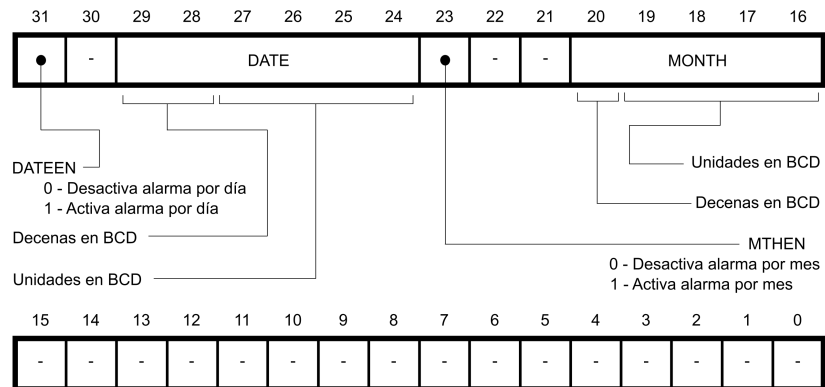 31 30 29 28 27 26 25 24 23 22 21 20 19 18 17 16
- DATE - - MONTH
DATEEN
0 - Desactiva alarma por día
1 - Activa alarma por día
Decenas en BCD
Unidades en BCD
Unidades en BCD
Decenas en BCD
MTHEN
0 - Desactiva alarma por mes
1 - Activa alarma por mes
15 14 13 12 11 10 9 8 7 6 5 4 3 2 1 0
- - - - - - - - - - - - - - - -